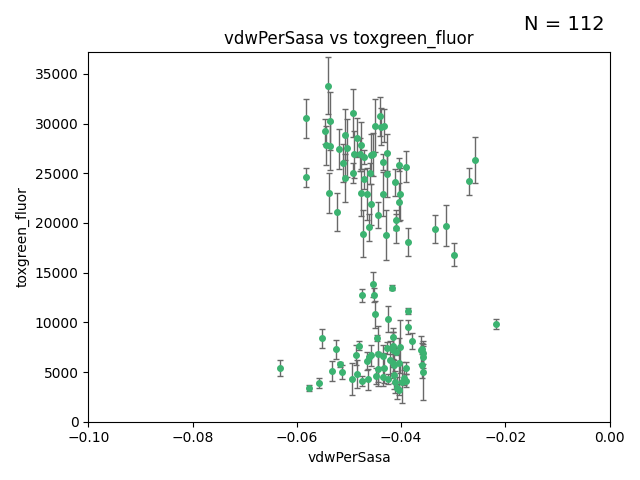 N = 112
vdwPerSasa vs toxgreen_fluor
toxgreen_fluor
35000
30000
25000
20000
15000
10000
5000
0
−0.10 −0.08 −0.06 −0.04 −0.02 0.00
vdwPerSasa